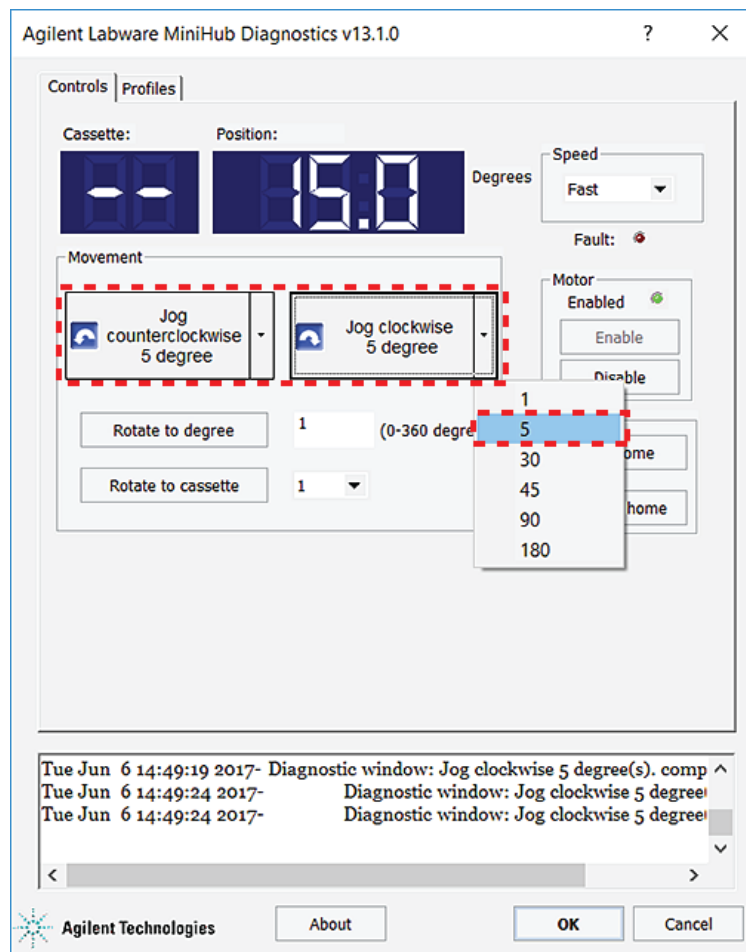 Agilent Labware MiniHub Diagnostics v13.1.0 ? ×
Controls Profiles
Cassette: Position:
-- 15.0 Degrees
Speed
Fast
Fault:
Movement
Motor
Enabled
Jog counterclockwise 5 degree
Jog clockwise 5 degree
Enable
Disable
Rotate to degree 1 (0-360 degre
Rotate to cassette 1
1
5
30
45
90
180
ome
home
Tue Jun 6 14:49:19 2017- Diagnostic window: Jog clockwise 5 degree(s). comp
Tue Jun 6 14:49:24 2017- Diagnostic window: Jog clockwise 5 degree
Tue Jun 6 14:49:24 2017- Diagnostic window: Jog clockwise 5 degree
Agilent Technologies About OK Cancel